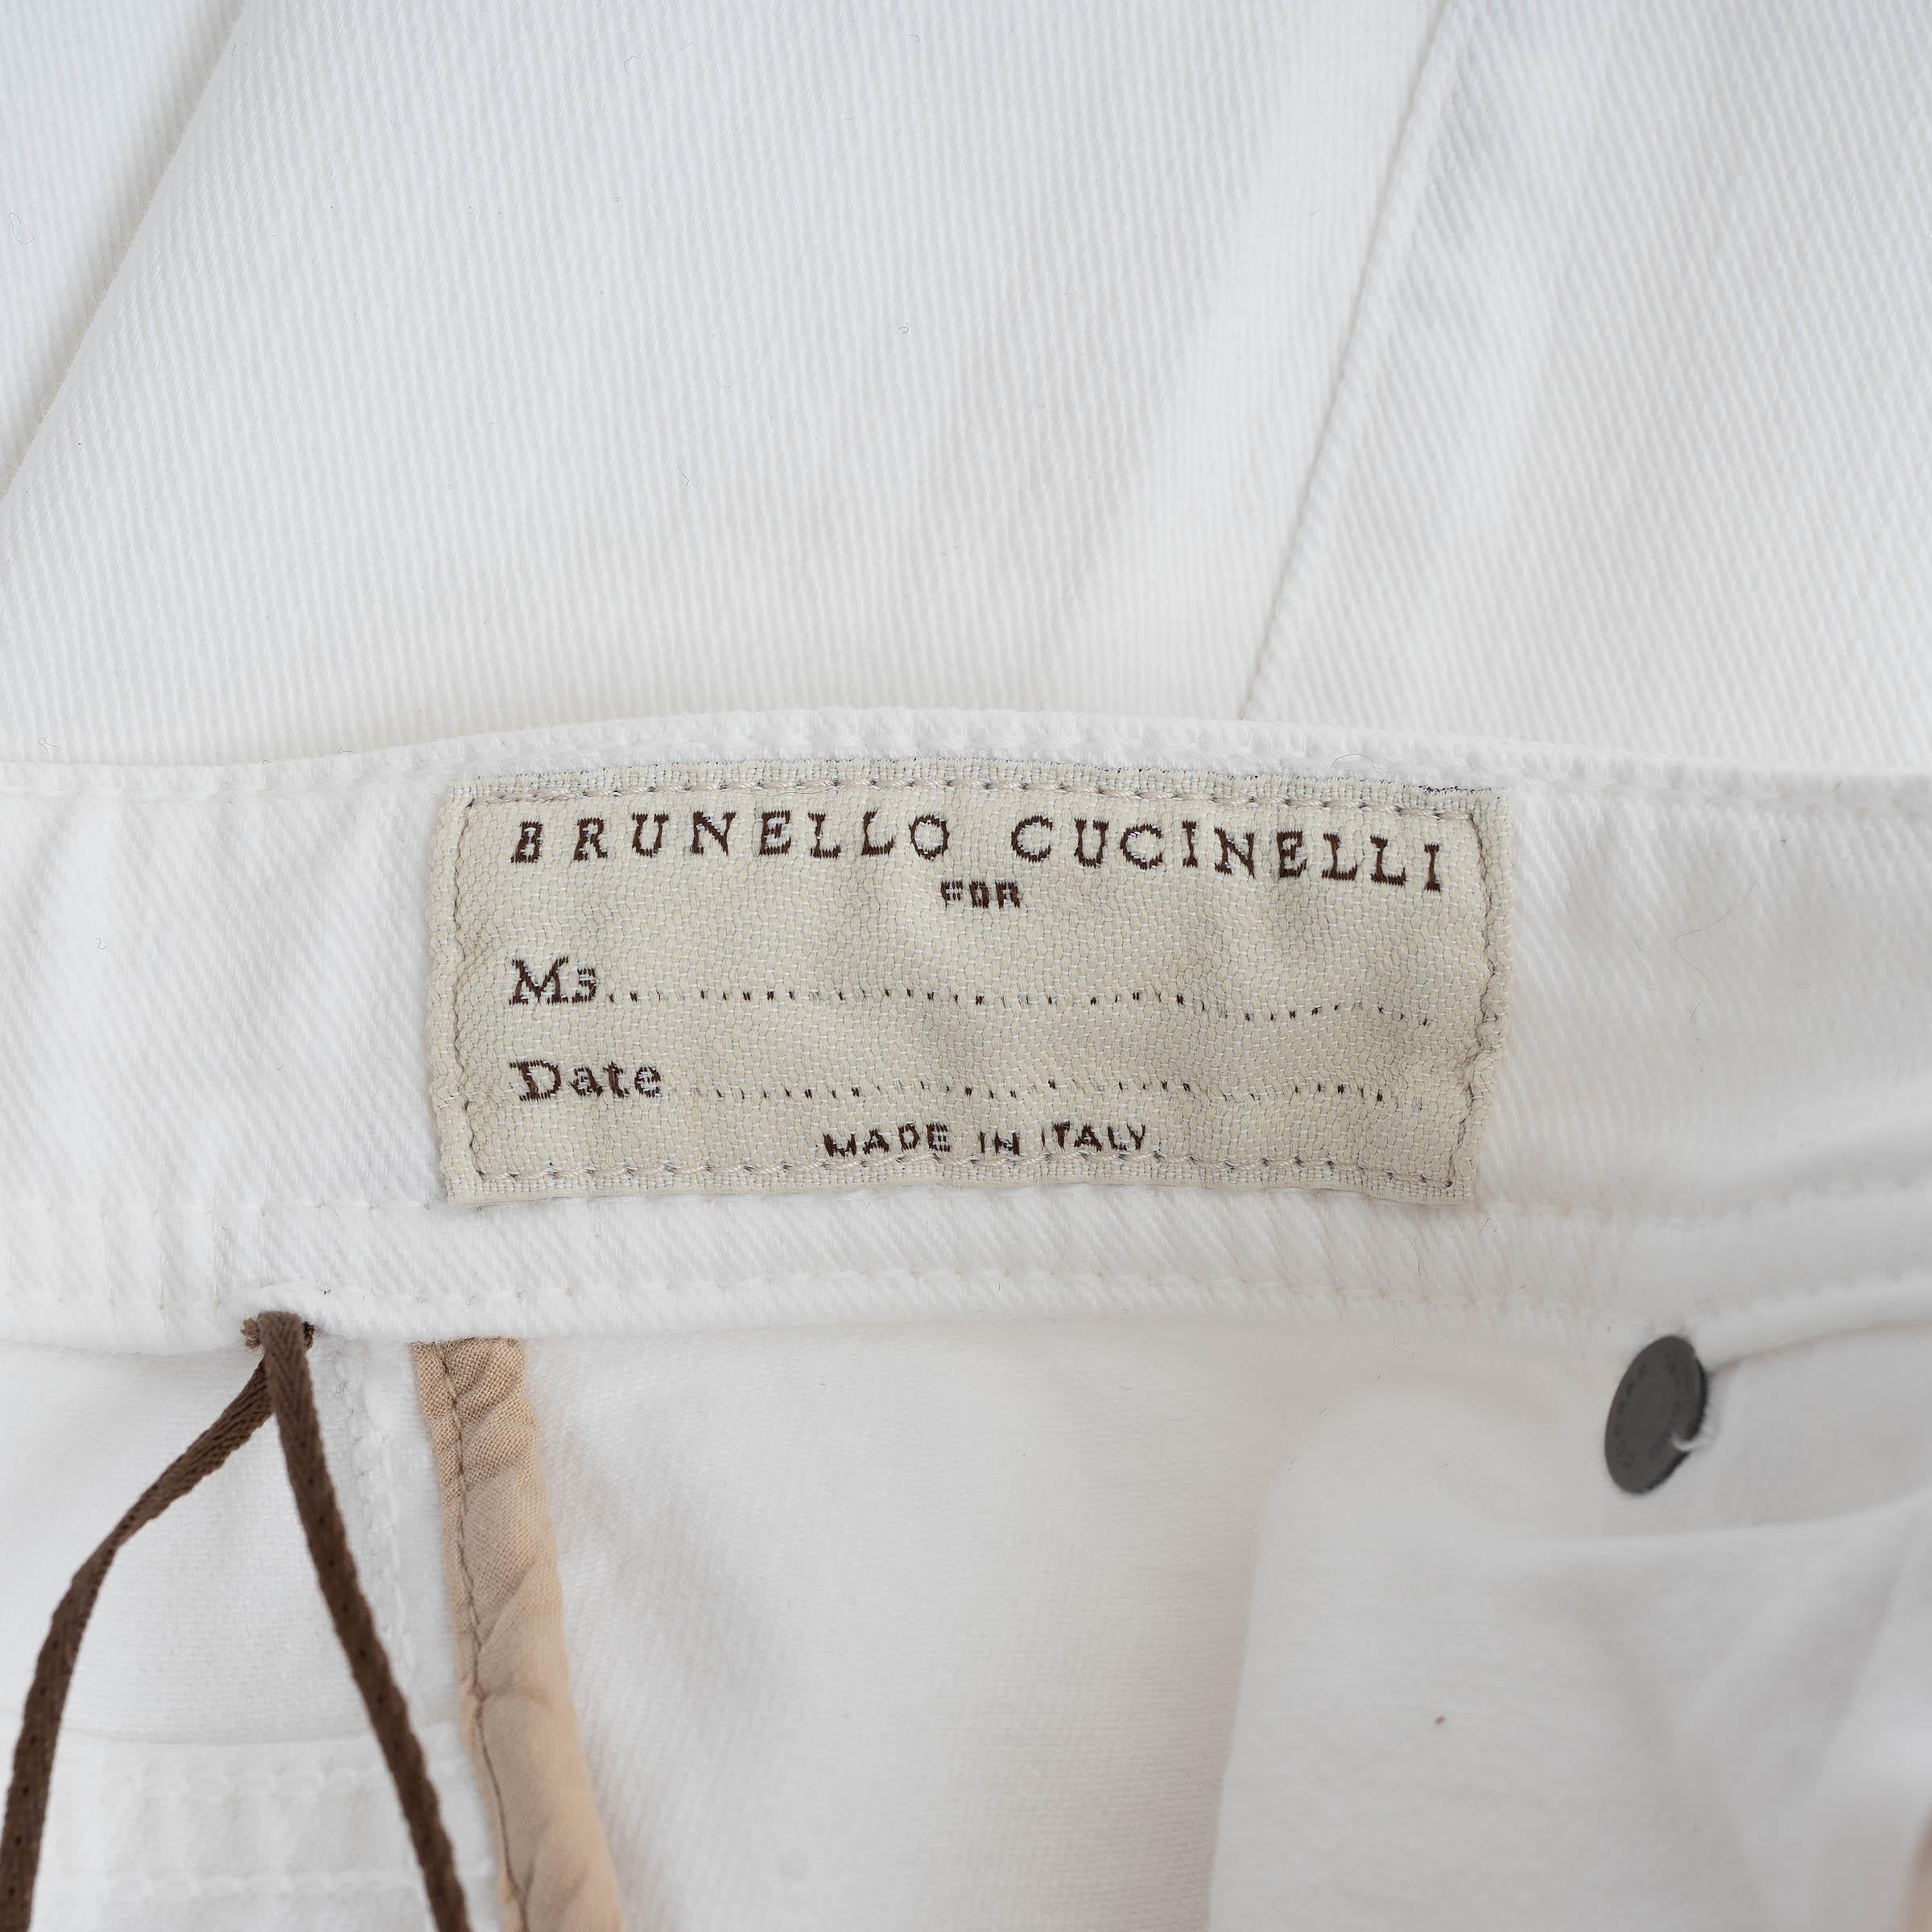 BRUNELLO CUCINELLI
FOR
Ms..............................
Date..............................
MADE IN ITALY